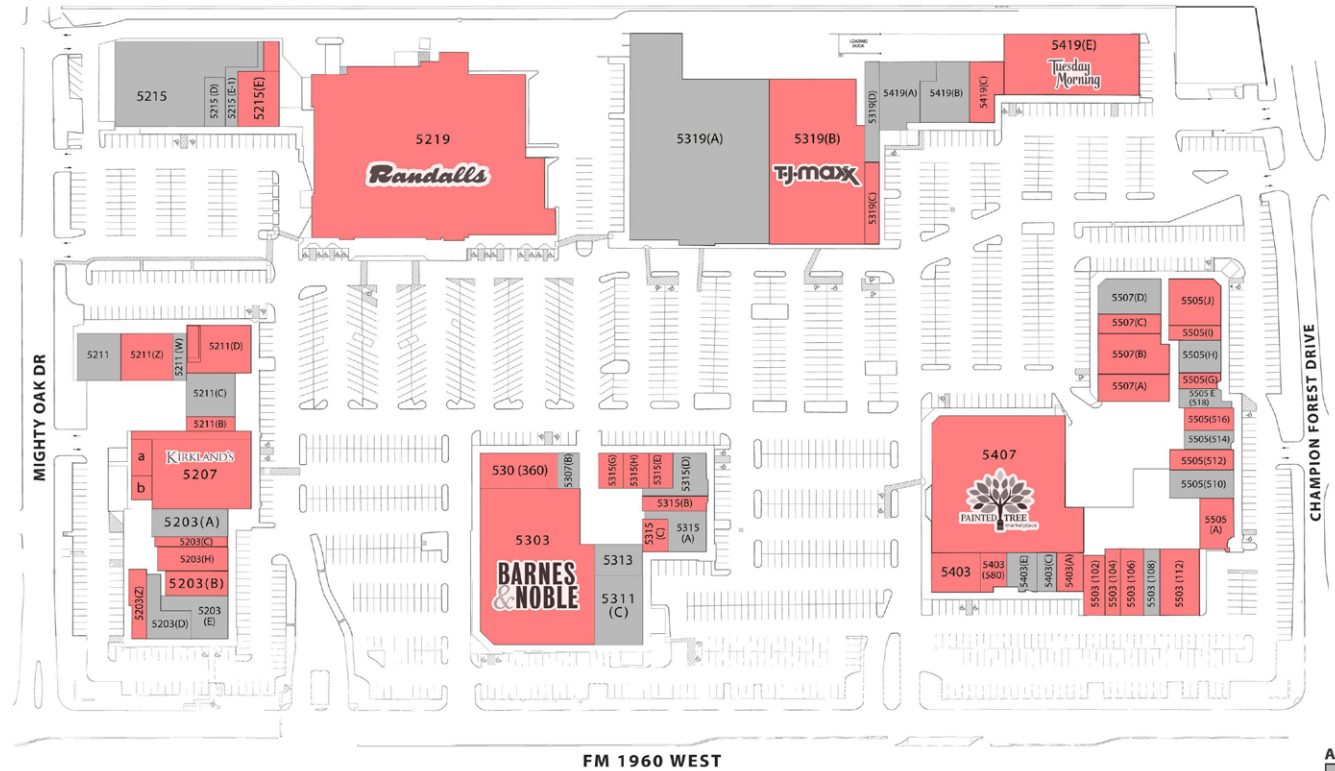 LOADING
DOCK
5419(E)
Tuesday
Morning
5215
5215 (D)
5215 (E-1)
5215(E)
5219
Randalls
5319(A)
5319(B)
T·J·maxx
5319(D)
5319(C)
5419(A)
5419(B)
5419(C)
5211
5211(Z)
5211 (W)
5211(D)
5211(C)
5211(B)
a
b
KIRKLAND'S
5207
5203(A)
5203(C)
5203(H)
5203(B)
5203(Z)
5203(D)
5203
(E)
530 (360)
5307(B)
5303
BARNES
&NOBLE
5313
5311
(C)
5315(G)
5315(H)
5315(E)
5315(D)
5315(B)
5315
(C)
5315
(A)
5507(D)
5507(C)
5507(B)
5507(A)
5505(J)
5505(I)
5505(H)
5505(G)
5505 E
(518)
5505(516)
5505(514)
5505(512)
5505(510)
5505
(A)
5407
PAINTED TREE
marketplace
5403
5403
(580)
5403(E)
5403(C)
5403(A)
5503 (102)
5503 (104)
5503 (106)
5503 (108)
5503 (112)
MIGHTY OAK DR
CHAMPION FOREST DRIVE
FM 1960 WEST
A